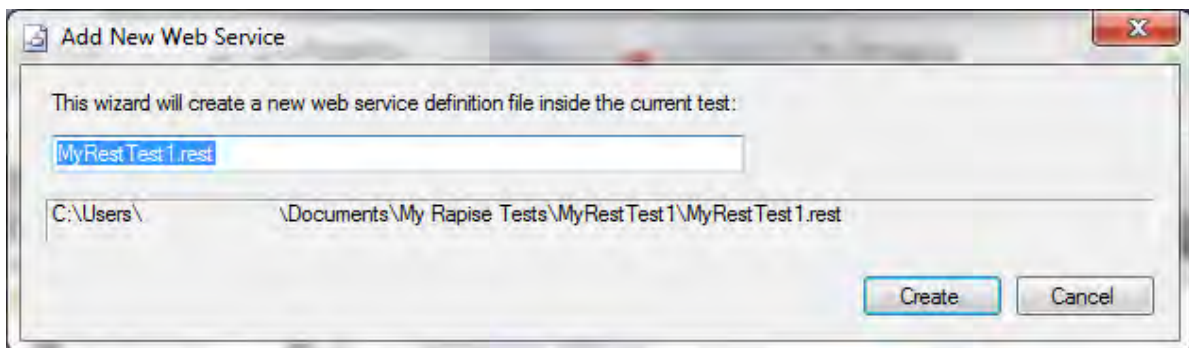 Add New Web Service
This wizard will create a new web service definition file inside the current test:
MyRestTest1.rest
C:\Users\ \Documents\My Rapise Tests\MyRestTest1\MyRestTest1.rest
Create Cancel